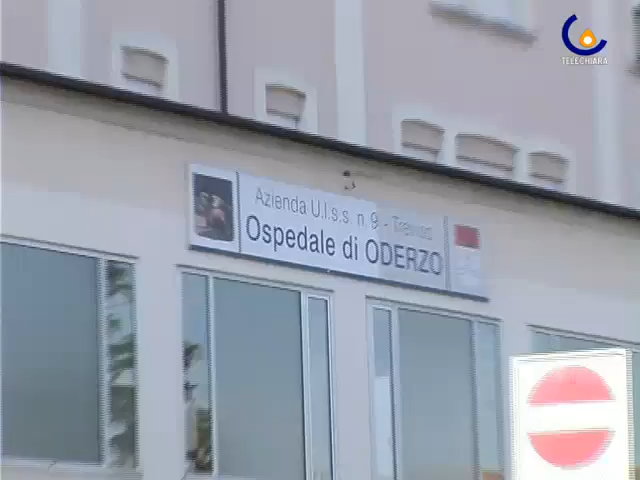 TELECHIARA
Azienda U.l.s.s. n. 9 - Treviso
Ospedale di ODERZO